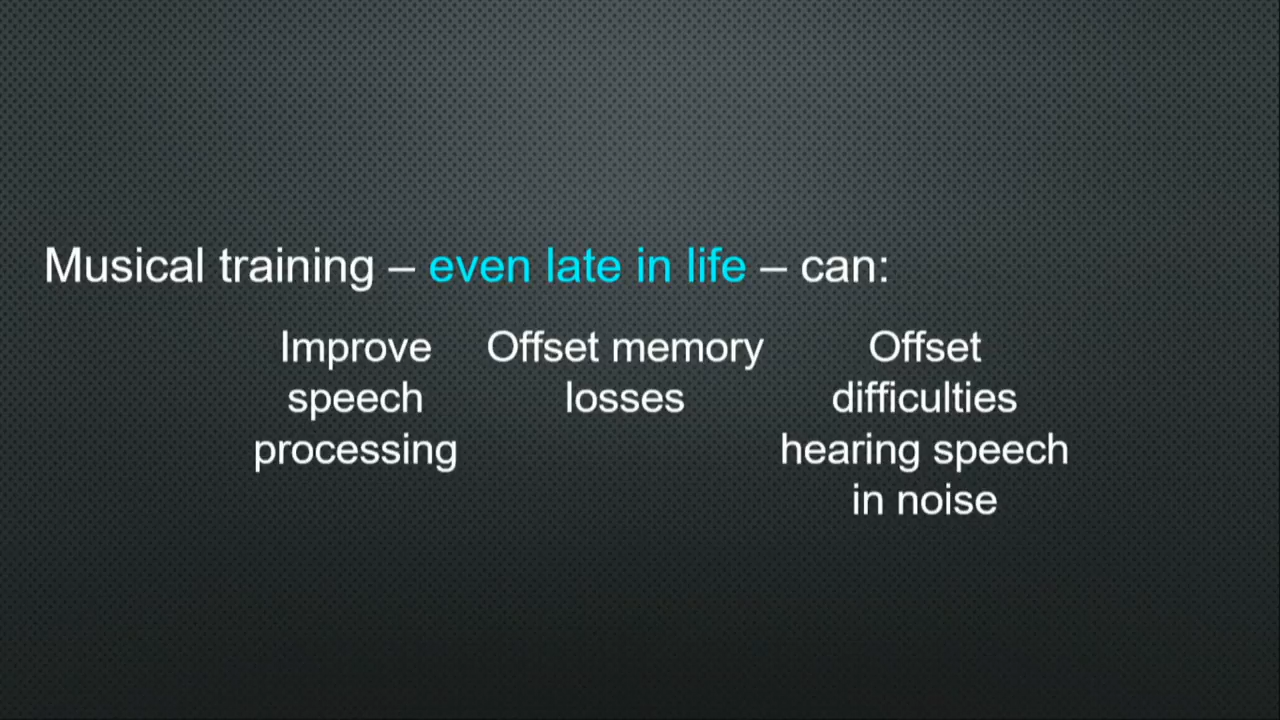 Musical training – even late in life – can:
Improve
speech
processing
Offset memory
losses
Offset
difficulties
hearing speech
in noise